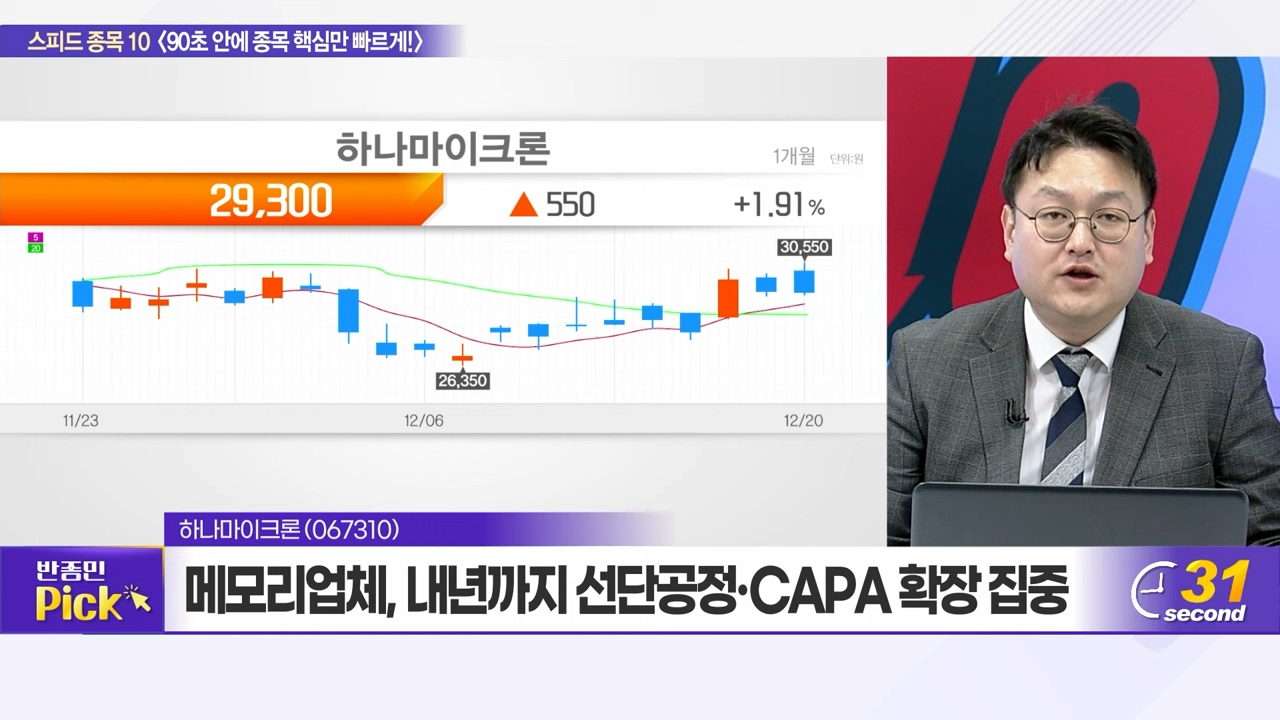 스피드 종목 10 〈90초 안에 종목 핵심만 빠르게!〉
하나마이크론
1개월 단위:원
29,300 ▲ 550 +1.91%
5
20
30,550
26,350
11/23 12/06 12/20
하나마이크론(067310)
반종민
Pick
메모리업체, 내년까지 선단공정·CAPA 확장 집중
31
second